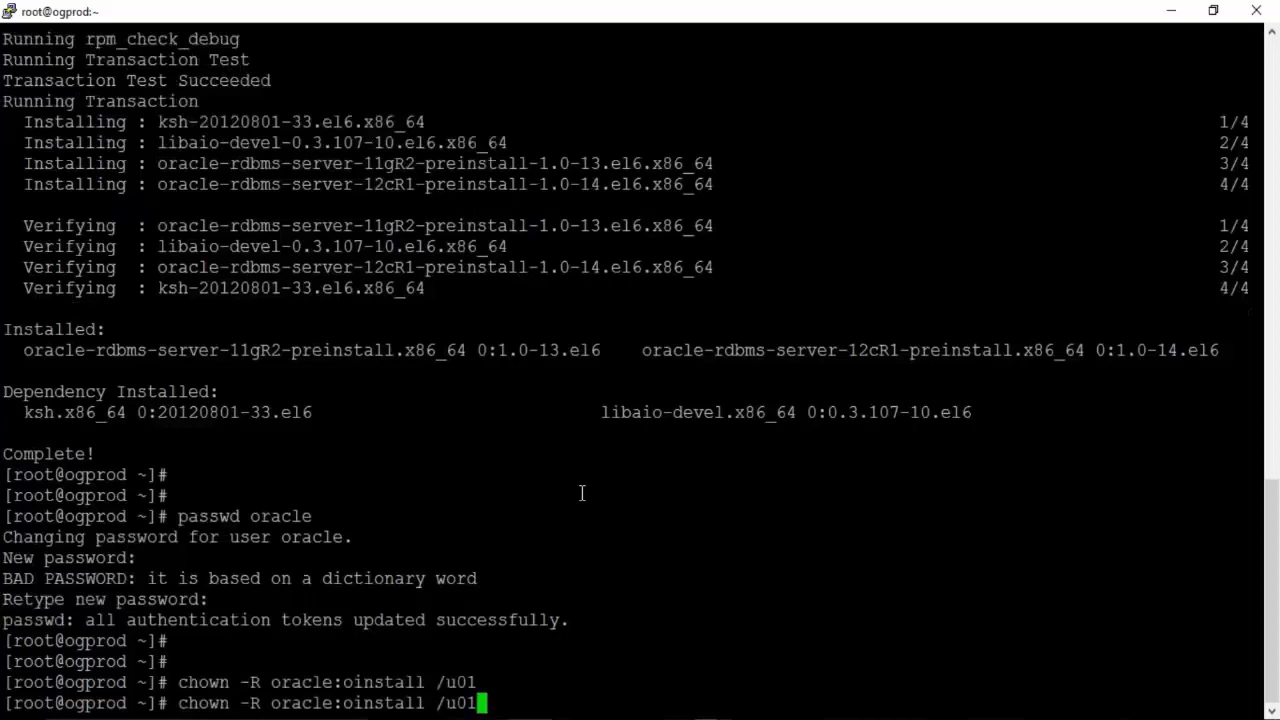 root@ogprod:~
Running rpm_check_debug
Running Transaction Test
Transaction Test Succeeded
Running Transaction
  Installing : ksh-20120801-33.el6.x86_64 1/4
  Installing : libaio-devel-0.3.107-10.el6.x86_64 2/4
  Installing : oracle-rdbms-server-11gR2-preinstall-1.0-13.el6.x86_64 3/4
  Installing : oracle-rdbms-server-12cR1-preinstall-1.0-14.el6.x86_64 4/4
  Verifying  : oracle-rdbms-server-11gR2-preinstall-1.0-13.el6.x86_64 1/4
  Verifying  : libaio-devel-0.3.107-10.el6.x86_64 2/4
  Verifying  : oracle-rdbms-server-12cR1-preinstall-1.0-14.el6.x86_64 3/4
  Verifying  : ksh-20120801-33.el6.x86_64 4/4
Installed:
  oracle-rdbms-server-11gR2-preinstall.x86_64 0:1.0-13.el6    oracle-rdbms-server-12cR1-preinstall.x86_64 0:1.0-14.el6
Dependency Installed:
  ksh.x86_64 0:20120801-33.el6    libaio-devel.x86_64 0:0.3.107-10.el6
Complete!
[root@ogprod ~]#
[root@ogprod ~]#
[root@ogprod ~]# passwd oracle
Changing password for user oracle.
New password:
BAD PASSWORD: it is based on a dictionary word
Retype new password:
passwd: all authentication tokens updated successfully.
[root@ogprod ~]#
[root@ogprod ~]#
[root@ogprod ~]# chown -R oracle:oinstall /u01
[root@ogprod ~]# chown -R oracle:oinstall /u01